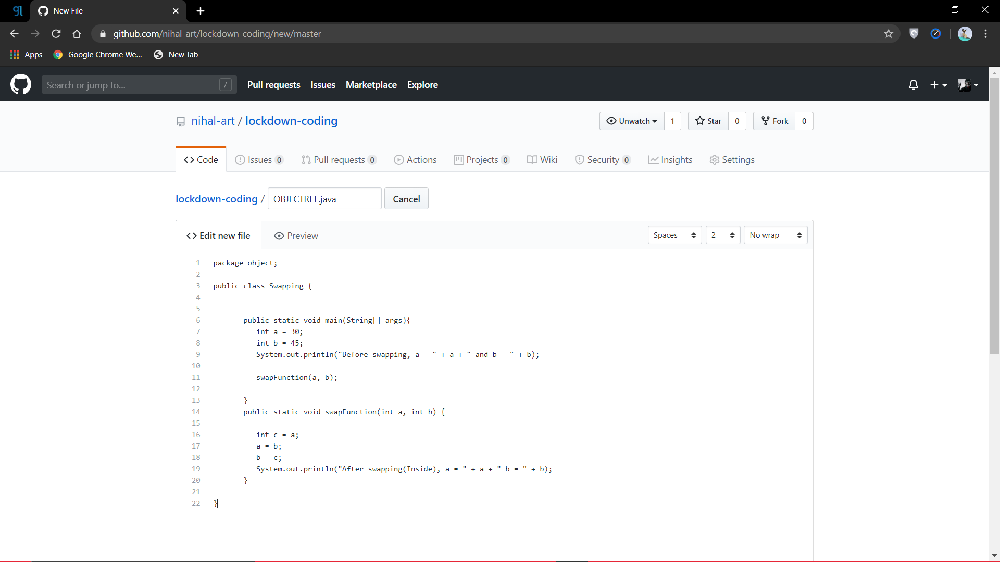 New File
github.com/nihal-art/lockdown-coding/new/master
Apps Google Chrome We... New Tab
Search or jump to... / Pull requests Issues Marketplace Explore
nihal-art / lockdown-coding Unwatch 1 Star 0 Fork 0
Code Issues 0 Pull requests 0 Actions Projects 0 Wiki Security 0 Insights Settings
lockdown-coding / OBJECTREF.java Cancel
Edit new file Preview Spaces 2 No wrap
1 package object;
2
3 public class Swapping {
4
5
6 public static void main(String[] args){
7 int a = 30;
8 int b = 45;
9 System.out.println("Before swapping, a = " + a + " and b = " + b);
10
11 swapFunction(a, b);
12
13 }
14 public static void swapFunction(int a, int b) {
15
16 int c = a;
17 a = b;
18 b = c;
19 System.out.println("After swapping(Inside), a = " + a + " b = " + b);
20 }
21
22 }